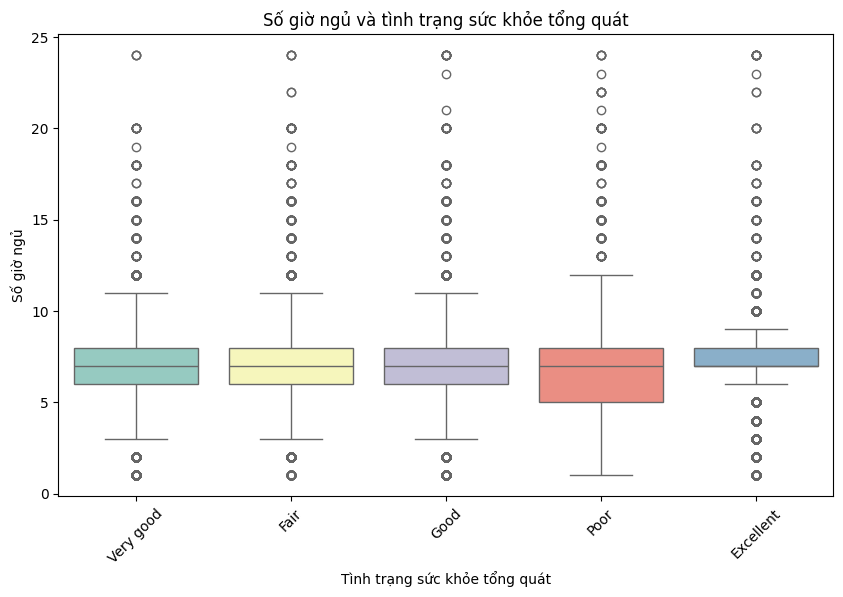 Số giờ ngủ và tình trạng sức khỏe tổng quát
25
20
15
10
5
0
Số giờ ngủ
Very good
Fair
Good
Poor
Excellent
Tình trạng sức khỏe tổng quát